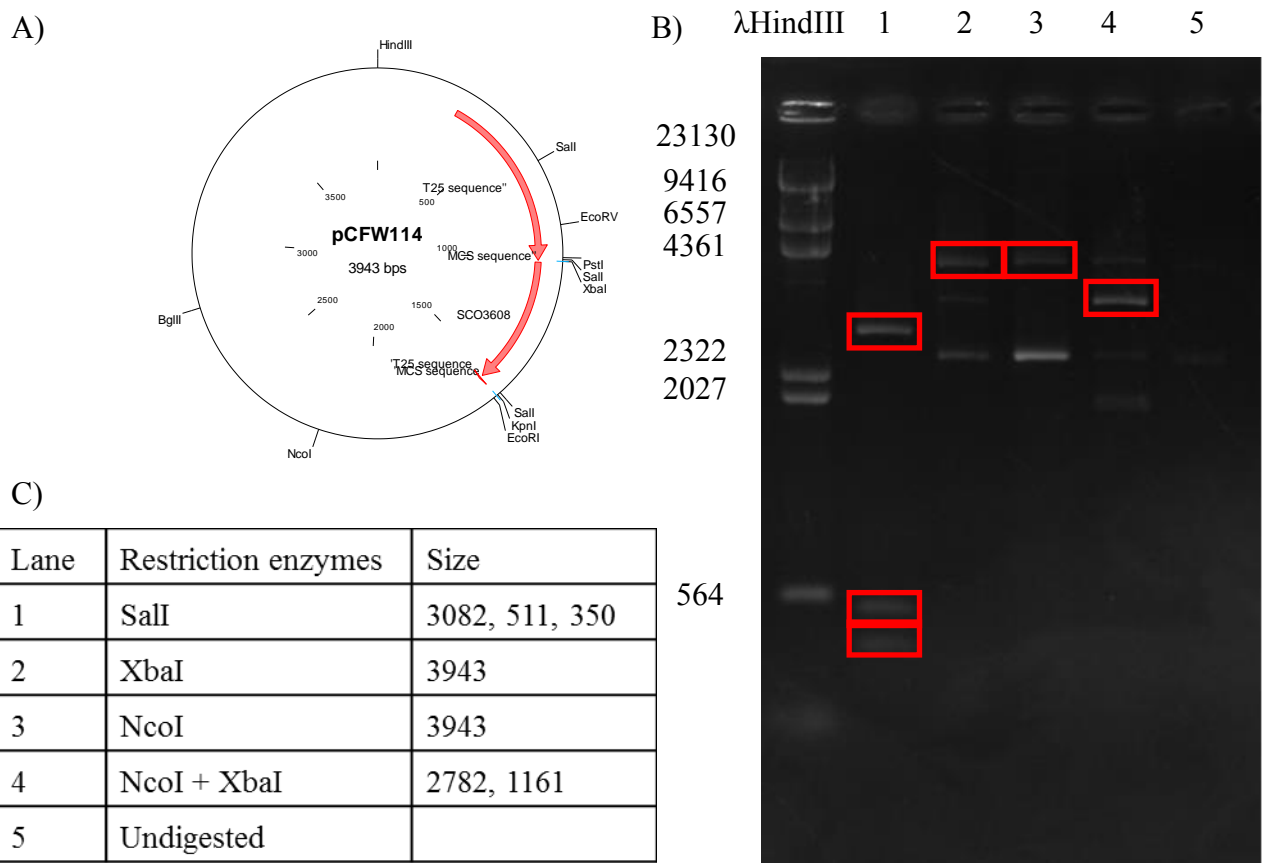 A)
HindIII
SalI
T25 sequence"
3500
500
EcoRV
pCFW114
3000
1000
MCS sequence"
PstI
SalI
XbaI
3943 bps
2500
1500
SCO3608
BglII
2000
'T25 sequence
MCS sequence
SalI
KpnI
EcoRI
NcoI
B)
λHindIII 1 2 3 4 5
23130
9416
6557
4361
2322
2027
564
C)
Lane Restriction enzymes Size
1 SalI 3082, 511, 350
2 XbaI 3943
3 NcoI 3943
4 NcoI + XbaI 2782, 1161
5 Undigested